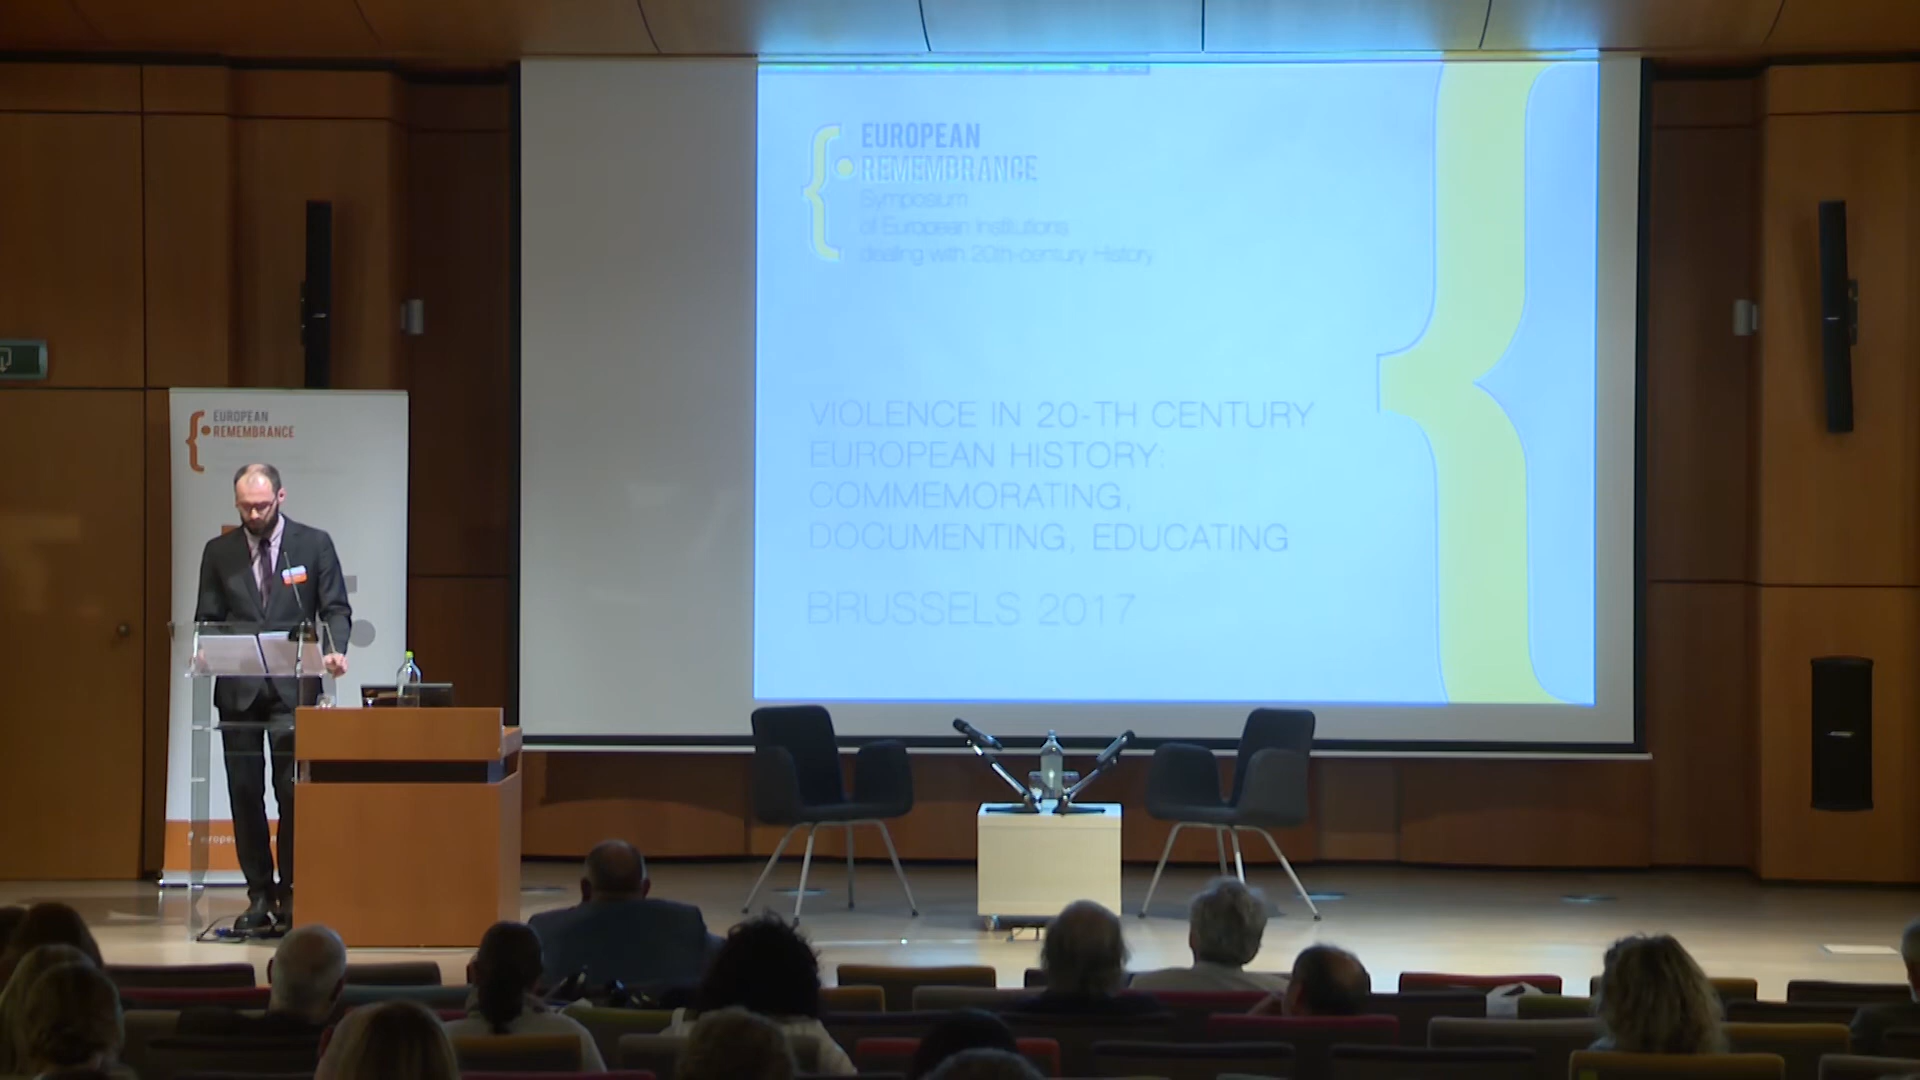 EUROPEAN
REMEMBRANCE
Symposium
of European Institutions
dealing with 20th-century History
VIOLENCE IN 20-TH CENTURY
EUROPEAN HISTORY:
COMMEMORATING,
DOCUMENTING, EDUCATING
BRUSSELS 2017
EUROPEAN
REMEMBRANCE